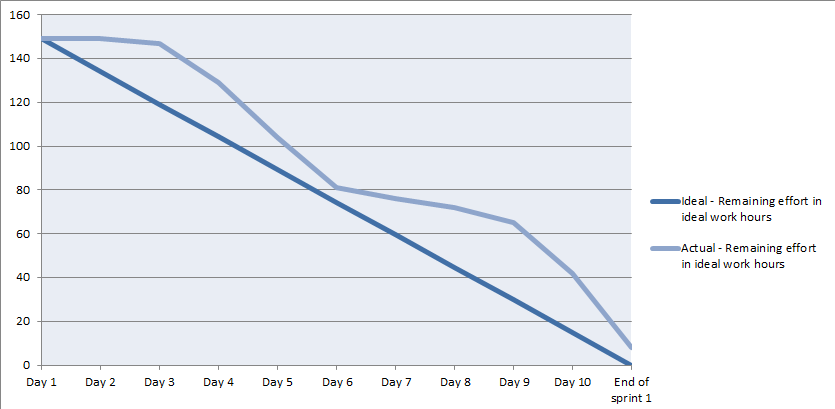 160
140
120
100
80
60
40
20
0
Day 1 Day 2 Day 3 Day 4 Day 5 Day 6 Day 7 Day 8 Day 9 Day 10 End of
sprint 1
Ideal - Remaining effort in
ideal work hours
Actual - Remaining effort
in ideal work hours